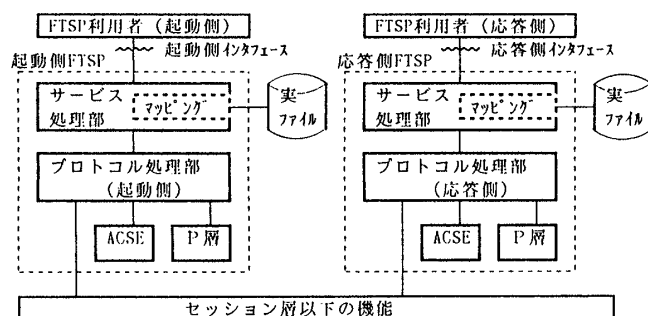 FTSP利用者(起動側)
起動側インタフェース
起動側FTSP
サービス
処理部
マッピング
実
ファイル
プロトコル処理部
(起動側)
ACSE
P層
FTSP利用者(応答側)
応答側インタフェース
応答側FTSP
サービス
処理部
マッピング
実
ファイル
プロトコル処理部
(応答側)
ACSE
P層
セッション層以下の機能